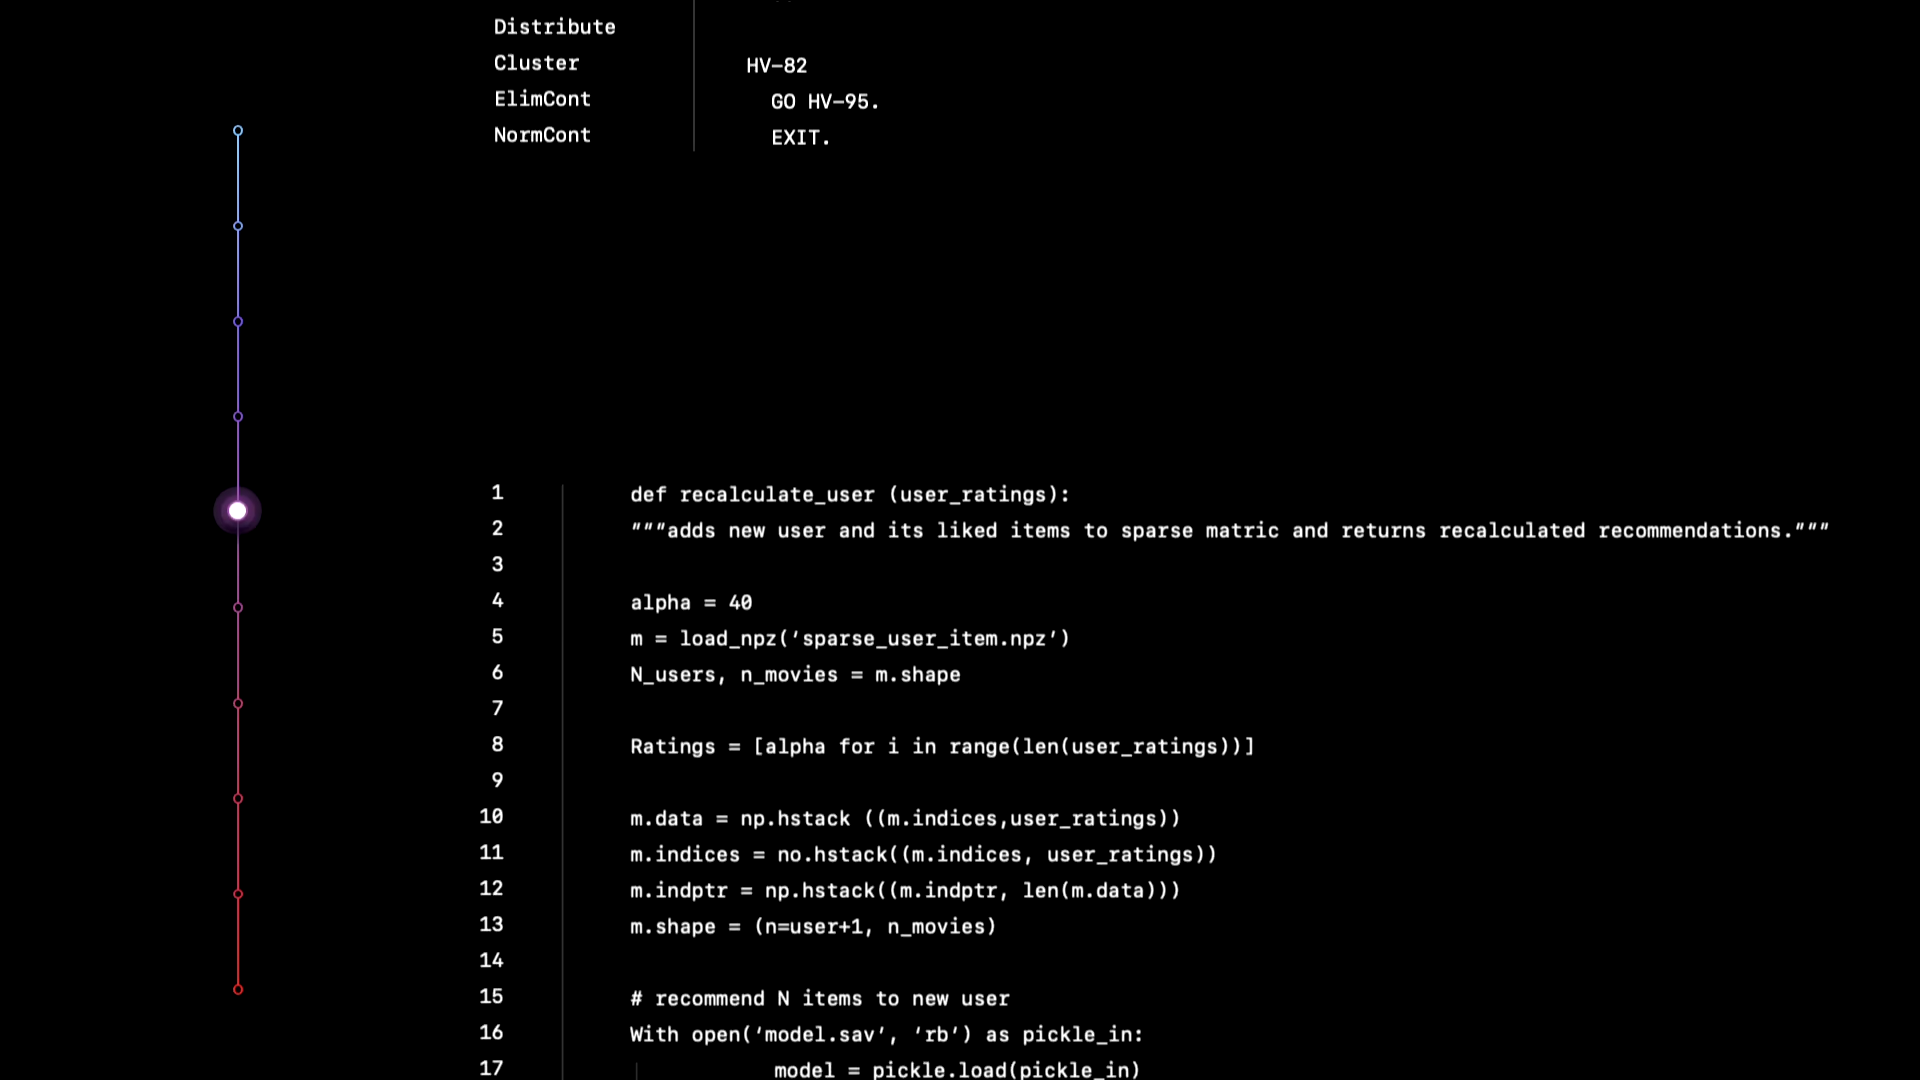 Distribute
Cluster
ElimCont
NormCont
HV-82
GO HV-95.
EXIT.
1 def recalculate_user (user_ratings):
2 """adds new user and its liked items to sparse matric and returns recalculated recommendations."""
3
4 alpha = 40
5 m = load_npz(‘sparse_user_item.npz’)
6 N_users, n_movies = m.shape
7
8 Ratings = [alpha for i in range(len(user_ratings))]
9
10 m.data = np.hstack ((m.indices,user_ratings))
11 m.indices = no.hstack((m.indices, user_ratings))
12 m.indptr = np.hstack((m.indptr, len(m.data)))
13 m.shape = (n=user+1, n_movies)
14
15 # recommend N items to new user
16 With open(‘model.sav’, ‘rb’) as pickle_in:
17 model = pickle.load(pickle_in)